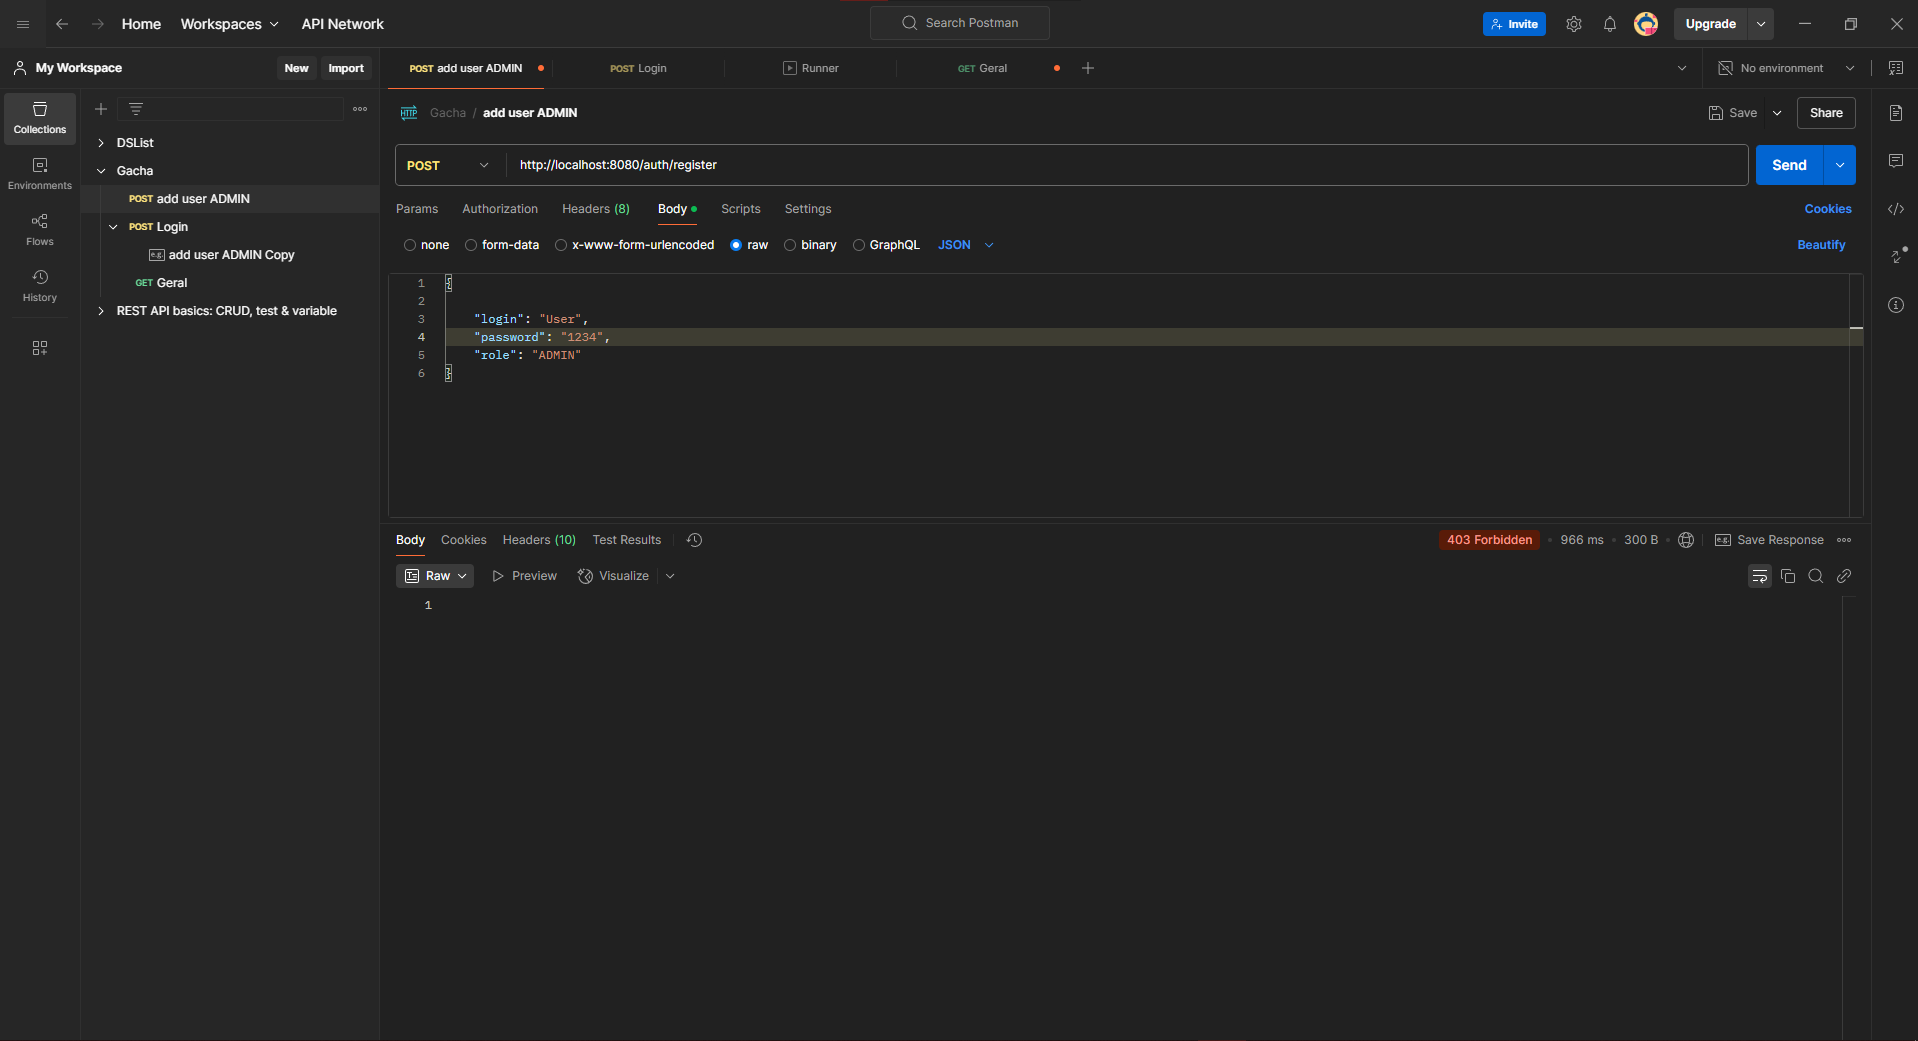 Home Workspaces API Network Search Postman Invite Upgrade
My Workspace New Import POST add user ADMIN POST Login Runner GET Geral No environment
Collections
Environments
Flows
History
DSList
Gacha
POST add user ADMIN
POST Login
e.g. add user ADMIN Copy
GET Geral
REST API basics: CRUD, test & variable
HTTP Gacha / add user ADMIN Save Share
POST http://localhost:8080/auth/register Send
Params Authorization Headers (8) Body Scripts Settings Cookies
none form-data x-www-form-urlencoded raw binary GraphQL JSON Beautify
1 {
2
3 "login": "User",
4 "password": "1234",
5 "role": "ADMIN"
6 }
Body Cookies Headers (10) Test Results 403 Forbidden • 966 ms • 300 B • e.g. Save Response
Raw Preview Visualize
1